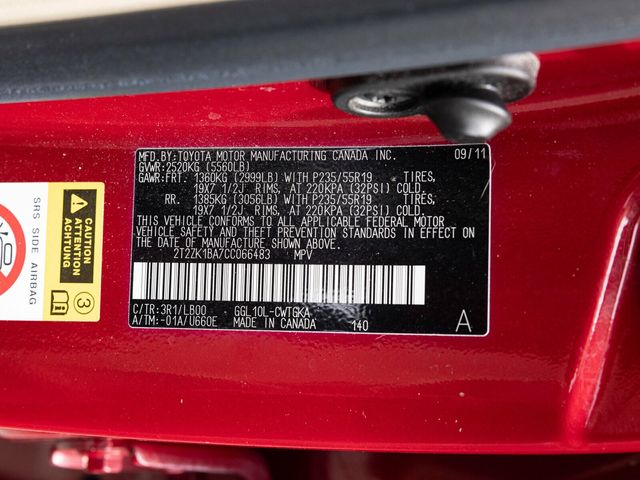 MFD.BY: TOYOTA MOTOR MANUFACTURING CANADA INC. 09/11
GVWR: 2520KG (5560LB)
GAWR: FRT. 1360KG (2999LB) WITH P235/55R19 TIRES,
19X7 1/2J RIMS, AT 220KPA (32PSI) COLD.
RR. 1385KG (3056LB) WITH P235/55R19 TIRES,
19X7 1/2J RIMS, AT 220KPA (32PSI) COLD.
THIS VEHICLE CONFORMS TO ALL APPLICABLE FEDERAL MOTOR
VEHICLE SAFETY AND THEFT PREVENTION STANDARDS IN EFFECT ON
THE DATE OF MANUFACTURE SHOWN ABOVE.
2T2ZK1BA7CC066483 MPV
C/TR: 3R1/LB00 GGL10L-CWTGKA
A/TM: -01A/U660E MADE IN CANADA 140 A
SRS SIDE AIRBAG
CAUTION
3